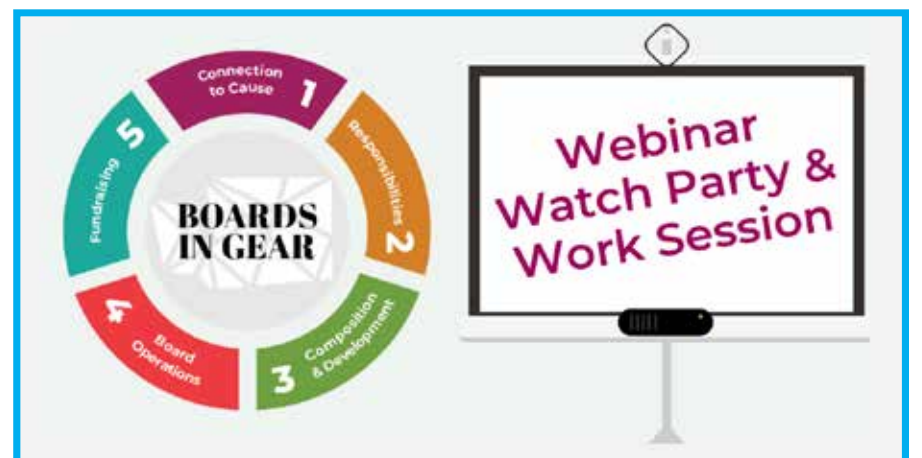 Connection
to Cause
1
Responsibilities
2
Composition
& Development
3
Board
Operations
4
Fundraising
5
BOARDS
IN GEAR
Webinar
Watch Party &
Work Session